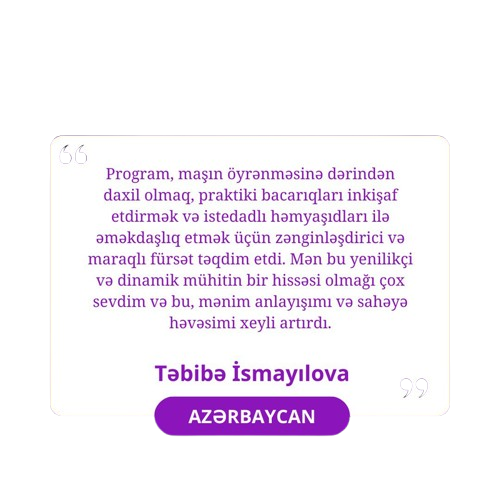 “
Program, maşın öyrənməsinə dərindən
daxil olmaq, praktiki bacarıqları inkişaf
etdirmək və istedadlı həmyaşıdları ilə
əməkdaşlıq etmək üçün zənginləşdirici və
maraqlı fürsət təqdim etdi. Mən bu yenilikçi
və dinamik mühitin bir hissəsi olmağı çox
sevdim və bu, mənim anlayışımı və sahəyə
həvəsimi xeyli artırdı.
Təbibə İsmayılova
”
AZƏRBAYCAN